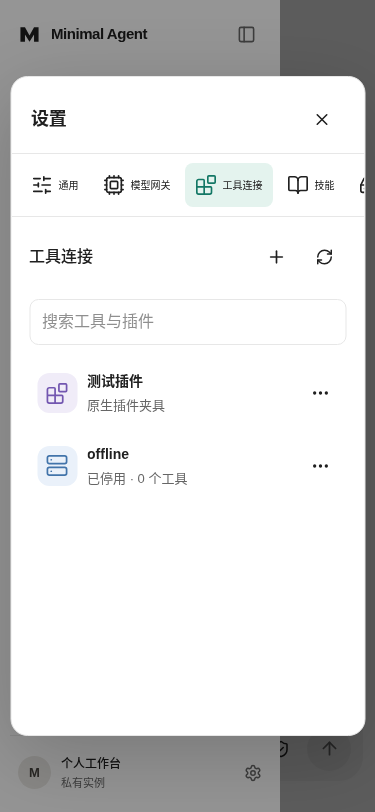 Minimal Agent
设置
通用
模型网关
工具连接
技能
工具连接
搜索工具与插件
测试插件
原生插件夹具
offline
已停用 · 0 个工具
M
个人工作台
私有实例